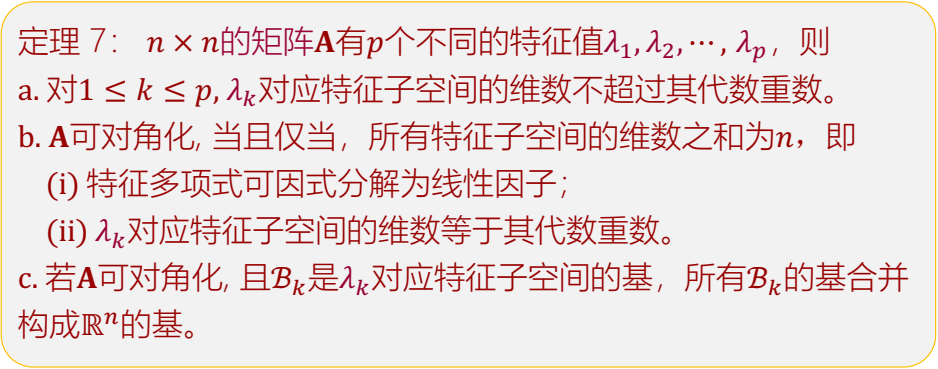 定理 7： n × n的矩阵A有p个不同的特征值λ₁, λ₂, ⋯ , λₚ，则
a. 对1 ≤ k ≤ p, λₖ对应特征子空间的维数不超过其代数重数。
b. A可对角化, 当且仅当，所有特征子空间的维数之和为n，即
(i) 特征多项式可因式分解为线性因子；
(ii) λₖ对应特征子空间的维数等于其代数重数。
c. 若A可对角化, 且ℬₖ是λₖ对应特征子空间的基，所有ℬₖ的基合并
构成ℝⁿ的基。